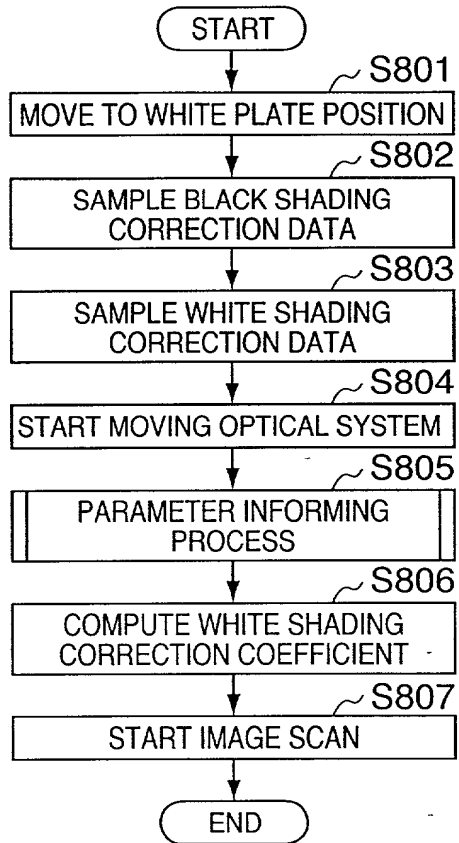 START
S801
MOVE TO WHITE PLATE POSITION
S802
SAMPLE BLACK SHADING
CORRECTION DATA
S803
SAMPLE WHITE SHADING
CORRECTION DATA
S804
START MOVING OPTICAL SYSTEM
S805
PARAMETER INFORMING
PROCESS
S806
COMPUTE WHITE SHADING
CORRECTION COEFFICIENT
S807
START IMAGE SCAN
END